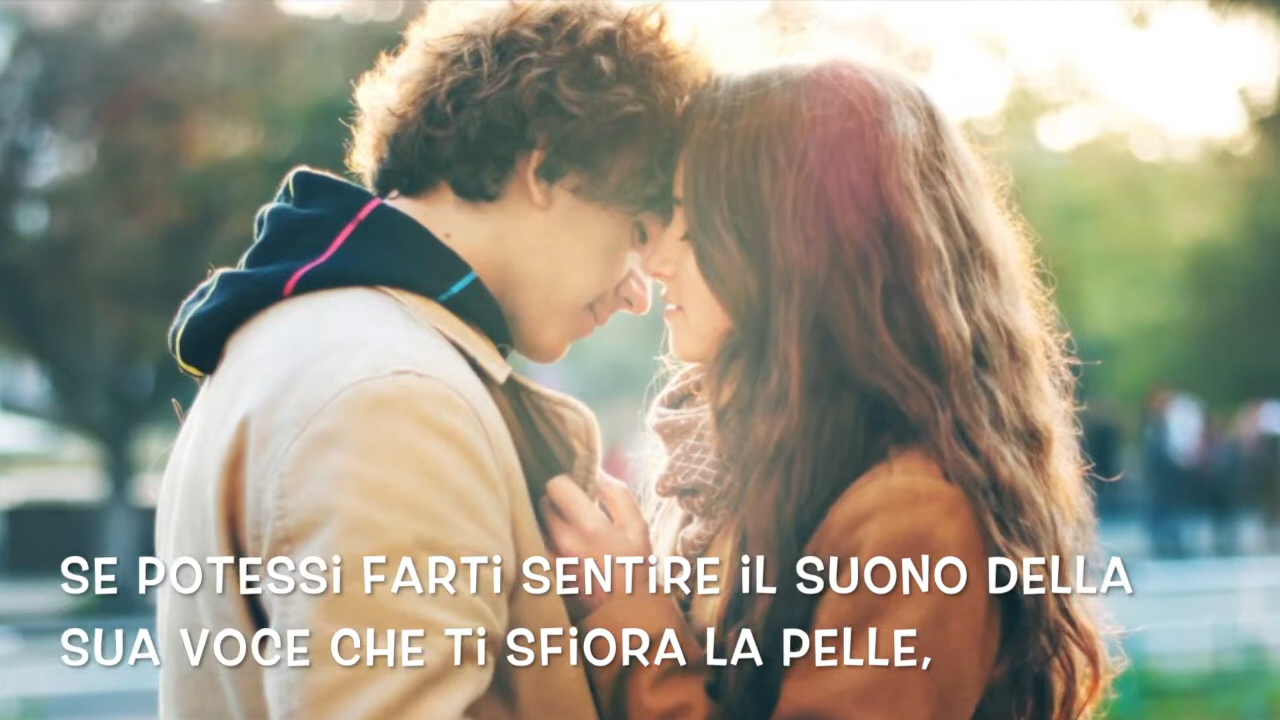 SE POTESSI FARTI SENTIRE IL SUONO DELLA
SUA VOCE CHE TI SFIORA LA PELLE,